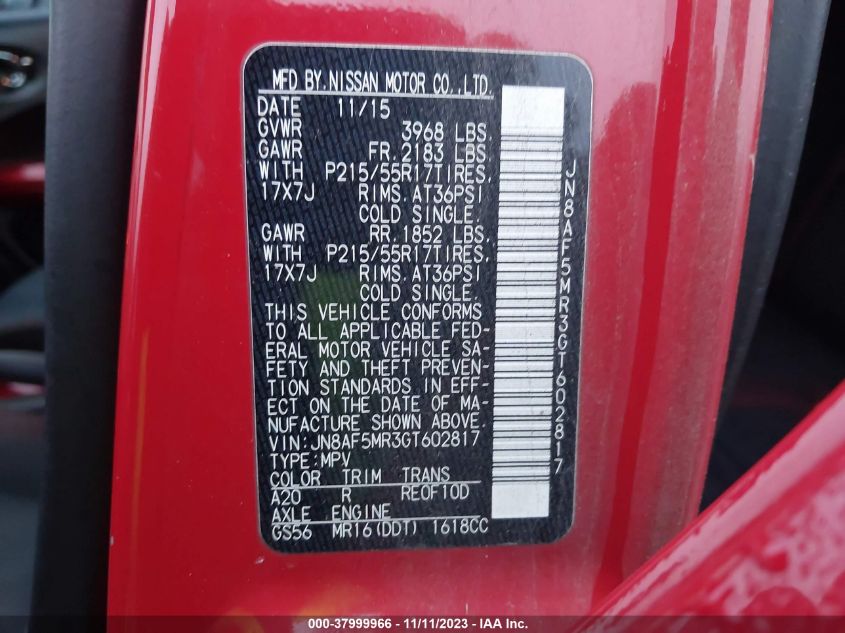 MFD BY.NISSAN MOTOR CO.,LTD.
DATE 11/15
GVWR 3968 LBS.
GAWR FR.2183 LBS.
WITH P215/55R17TIRES.
17X7J RIMS.AT36PSI
COLD SINGLE.
GAWR RR.1852 LBS.
WITH P215/55R17TIRES.
17X7J RIMS.AT36PSI
COLD SINGLE.
THIS VEHICLE CONFORMS
TO ALL APPLICABLE FED-
ERAL MOTOR VEHICLE SA-
FETY AND THEFT PREVEN-
TION STANDARDS IN EFF-
ECT ON THE DATE OF MA-
NUFACTURE SHOWN ABOVE.
VIN:JN8AF5MR3GT602817
TYPE:MPV
COLOR TRIM TRANS
A20 R RE0F10D
AXLE ENGINE
GS56 MR16(DDT) 1618CC
JN8AF5MR3GT602817
000-37999966 - 11/11/2023 - IAA Inc.